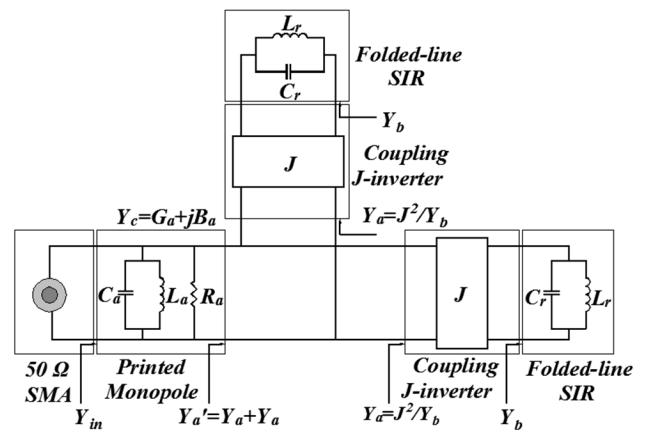 Lr
Cr
Folded-line
SIR
Yb
J
Coupling
J-inverter
Yc=Ga+jBa
Ya=J²/Yb
Ca
La
Ra
J
Cr
Lr
50 Ω
SMA
Printed
Monopole
Coupling
J-inverter
Folded-line
SIR
Yin
Ya'=Ya+Ya
Ya=J²/Yb
Yb